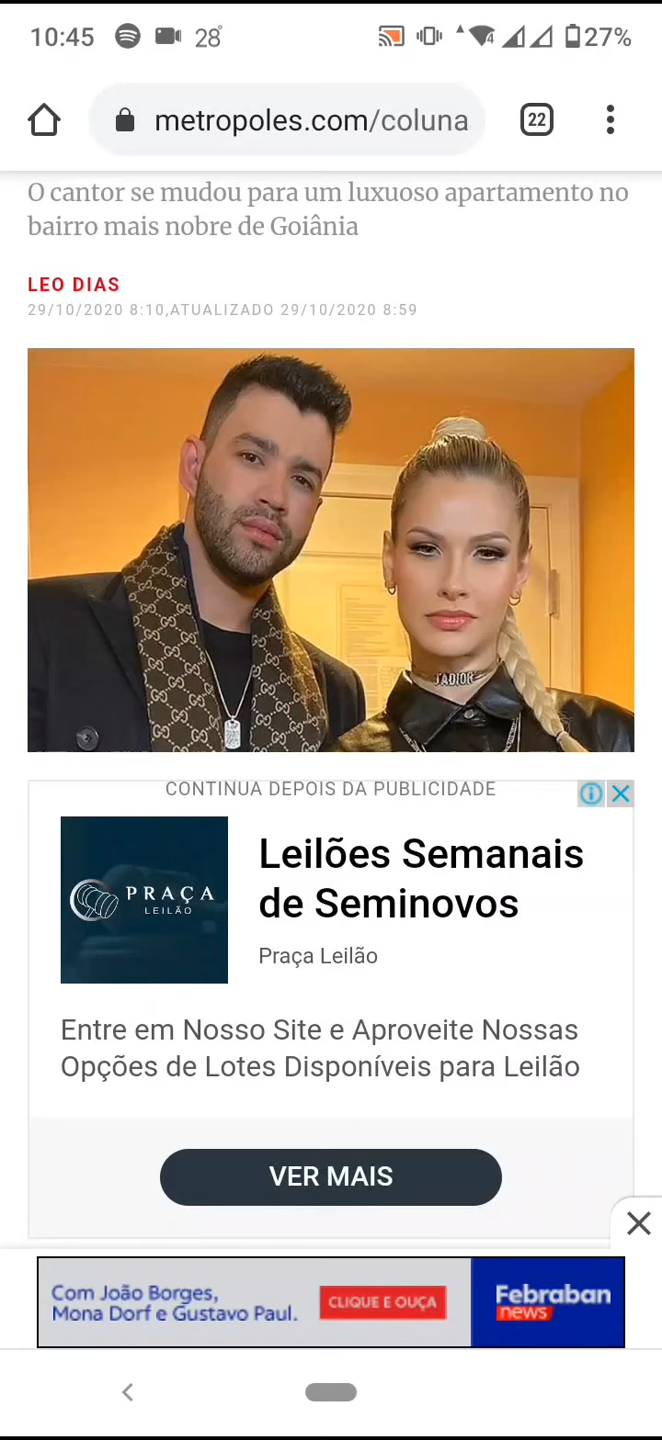 10:45 28° 4 27%
metropoles.com/coluna 22
O cantor se mudou para um luxuoso apartamento no
bairro mais nobre de Goiânia
LEO DIAS
29/10/2020 8:10,ATUALIZADO 29/10/2020 8:59
J'ADIOR
CONTINUA DEPOIS DA PUBLICIDADE
PRAÇA
LEILÃO
Leilões Semanais
de Seminovos
Praça Leilão
Entre em Nosso Site e Aproveite Nossas
Opções de Lotes Disponíveis para Leilão
VER MAIS
Com João Borges,
Mona Dorf e Gustavo Paul.
CLIQUE E OUÇA
Febraban
news